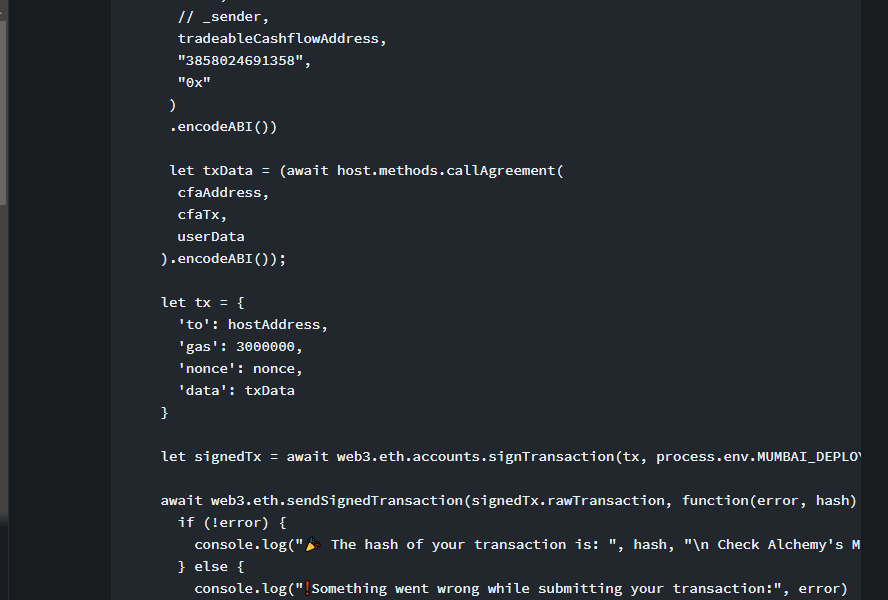 // _sender,
tradeableCashflowAddress,
"3858024691358",
"0x"
)
.encodeABI())
let txData = (await host.methods.callAgreement(
cfaAddress,
cfaTx,
userData
).encodeABI());
let tx = {
'to': hostAddress,
'gas': 3000000,
'nonce': nonce,
'data': txData
}
let signedTx = await web3.eth.accounts.signTransaction(tx, process.env.MUMBAI_DEPLOY
await web3.eth.sendSignedTransaction(signedTx.rawTransaction, function(error, hash)
if (!error) {
console.log("🎉 The hash of your transaction is: ", hash, "\n Check Alchemy's M
} else {
console.log("❗Something went wrong while submitting your transaction:", error)